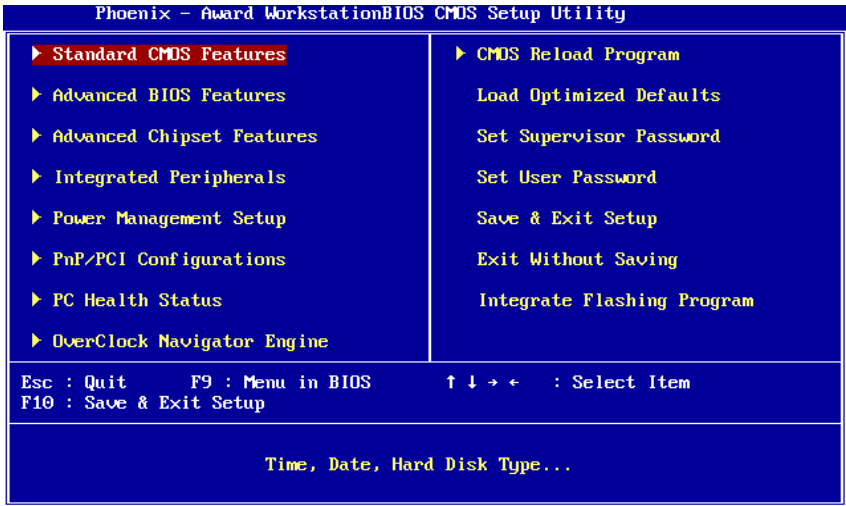 Phoenix - Award WorkstationBIOS CMOS Setup Utility
▶ Standard CMOS Features
▶ Advanced BIOS Features
▶ Advanced Chipset Features
▶ Integrated Peripherals
▶ Power Management Setup
▶ PnP/PCI Configurations
▶ PC Health Status
▶ OverClock Navigator Engine
▶ CMOS Reload Program
Load Optimized Defaults
Set Supervisor Password
Set User Password
Save & Exit Setup
Exit Without Saving
Integrate Flashing Program
Esc : Quit F9 : Menu in BIOS ↑ ↓ → ← : Select Item
F10 : Save & Exit Setup
Time, Date, Hard Disk Type...